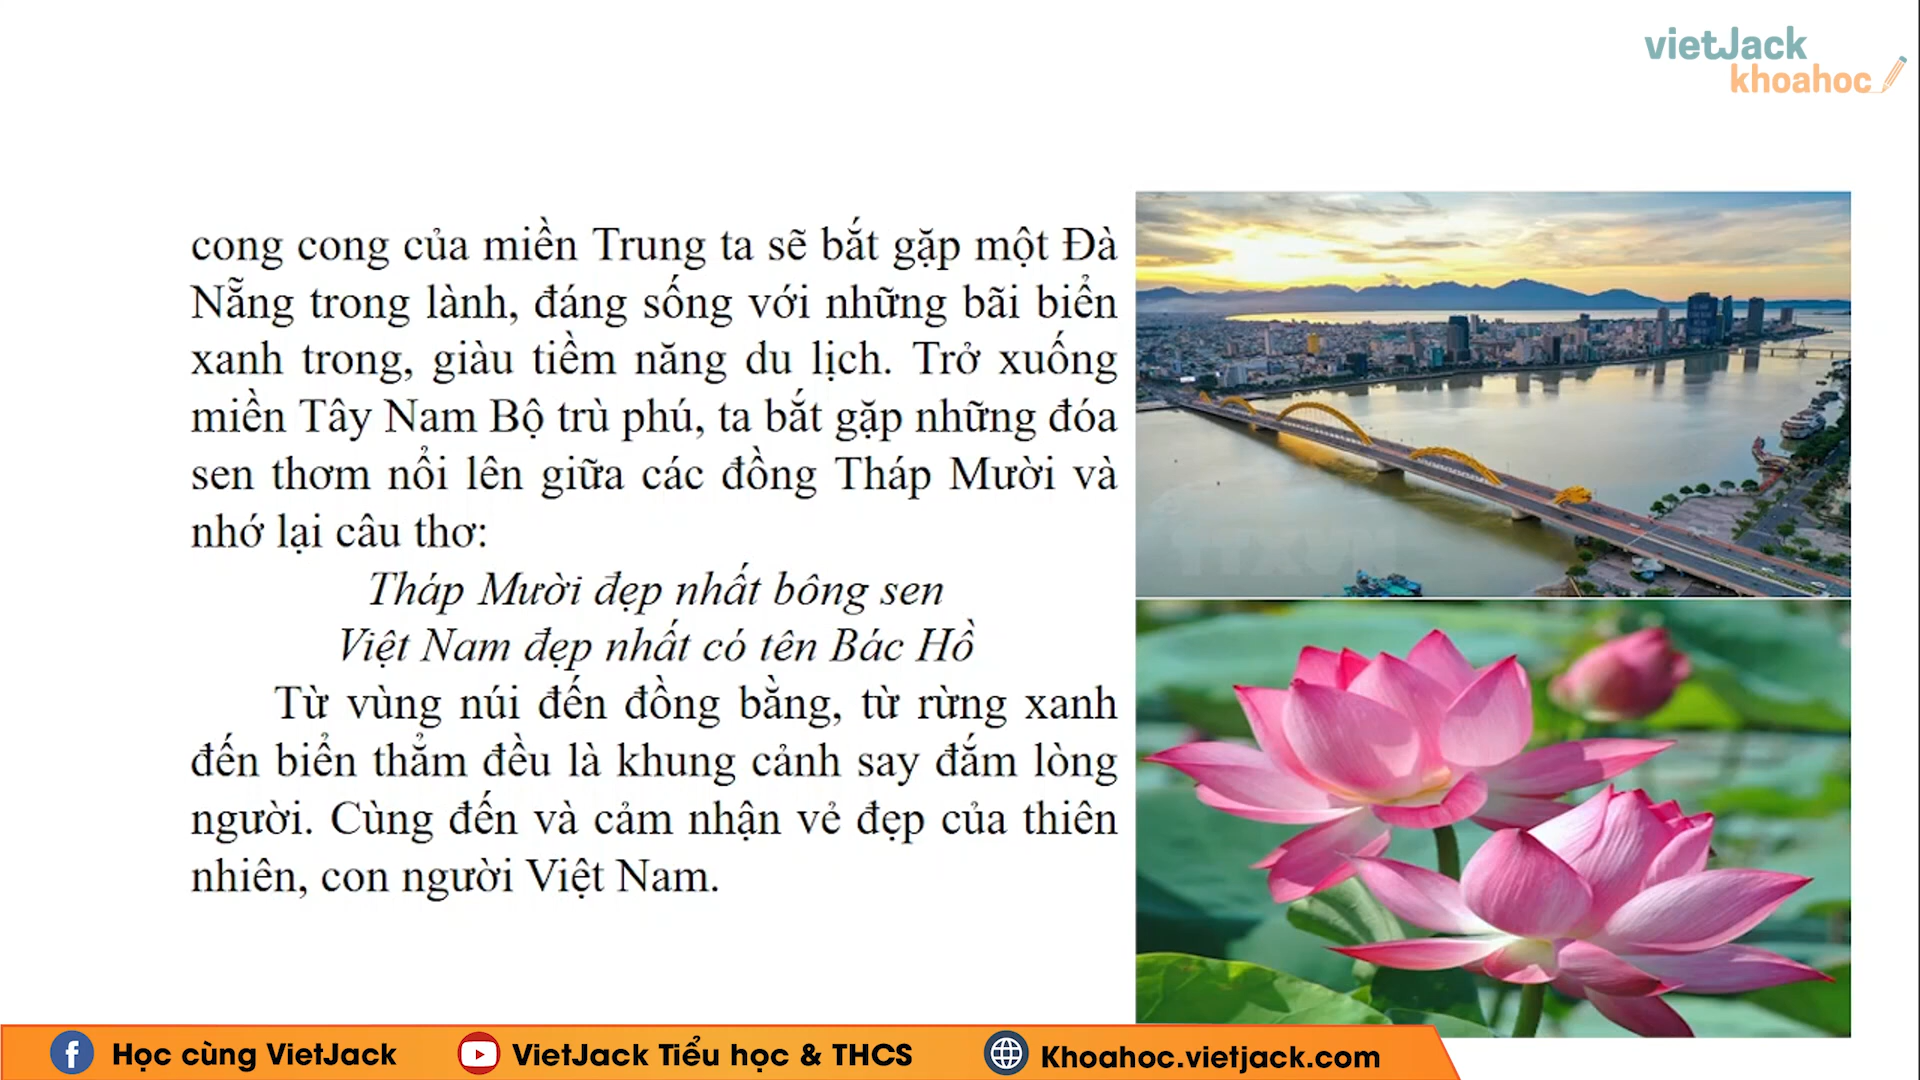 vietJack
khoahoc
cong cong của miền Trung ta sẽ bắt gặp một Đà
Nẵng trong lành, đáng sống với những bãi biển
xanh trong, giàu tiềm năng du lịch. Trở xuống
miền Tây Nam Bộ trù phú, ta bắt gặp những đóa
sen thơm nổi lên giữa các đồng Tháp Mười và
nhớ lại câu thơ:
Tháp Mười đẹp nhất bông sen
Việt Nam đẹp nhất có tên Bác Hồ
Từ vùng núi đến đồng bằng, từ rừng xanh
đến biển thẳm đều là khung cảnh say đắm lòng
người. Cùng đến và cảm nhận vẻ đẹp của thiên
nhiên, con người Việt Nam.
TTXVN
Học cùng VietJack
VietJack Tiểu học & THCS
Khoahoc.vietjack.com